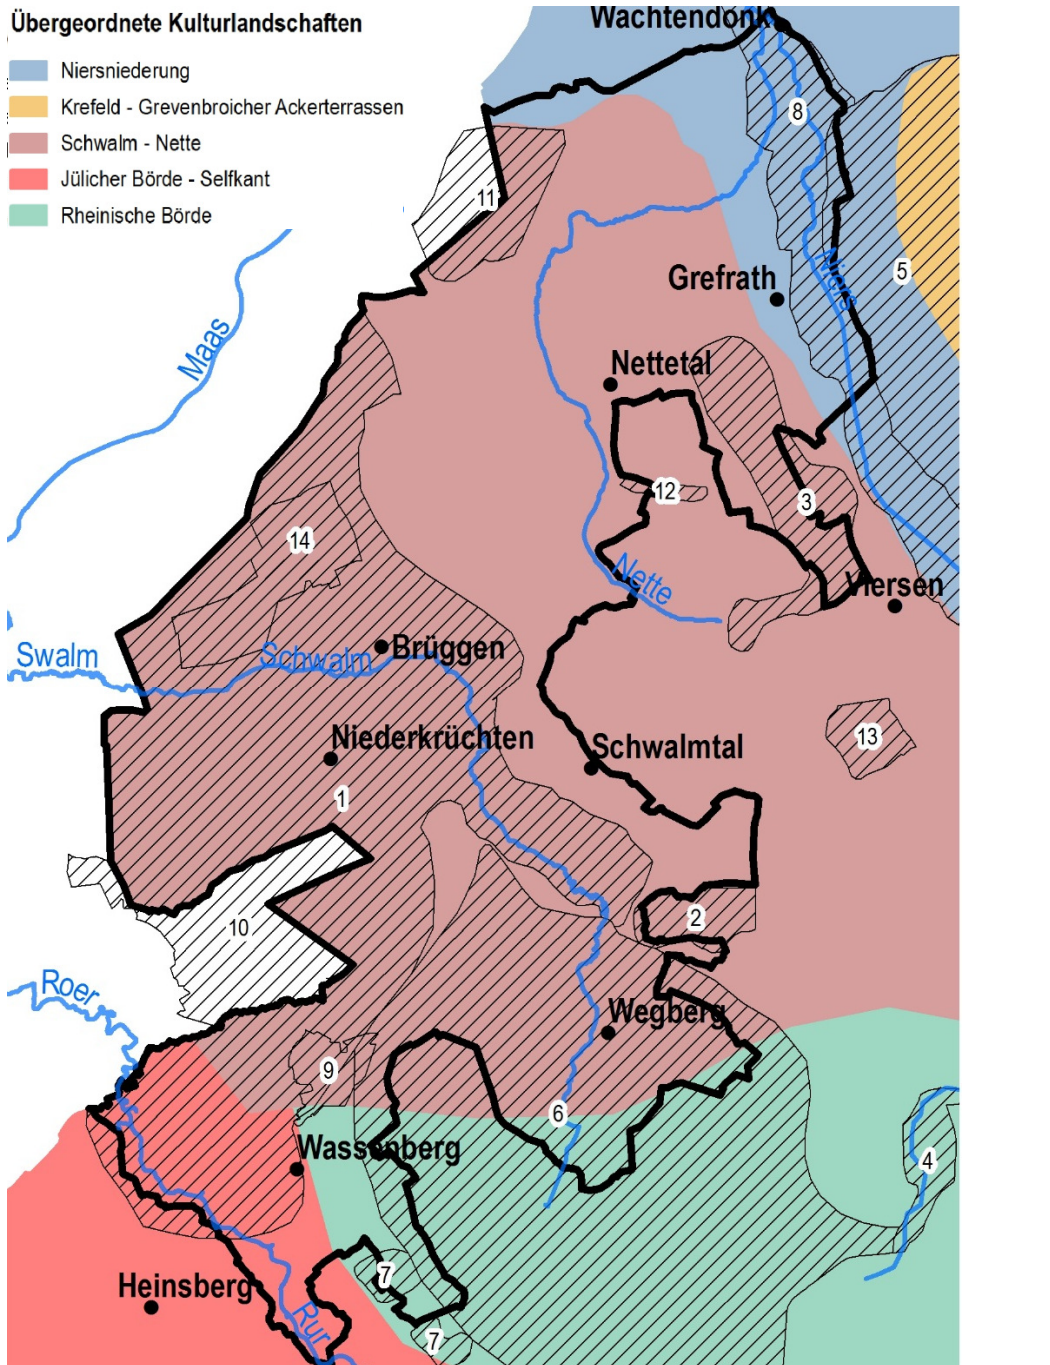 Übergeordnete Kulturlandschaften
Niersniederung
Krefeld - Grevenbroicher Ackerterrassen
Schwalm - Nette
Jülicher Börde - Selfkant
Rheinische Börde
Wachtendonk
8
11
5
Grefrath
Niers
Maas
Nettetal
12
3
14
Nette
Viersen
Swalm
Schwalm
Brüggen
Niederkrüchten
Schwalmtal
13
1
2
10
Roer
Wegberg
9
6
Wassenberg
4
7
Heinsberg
Rur
7